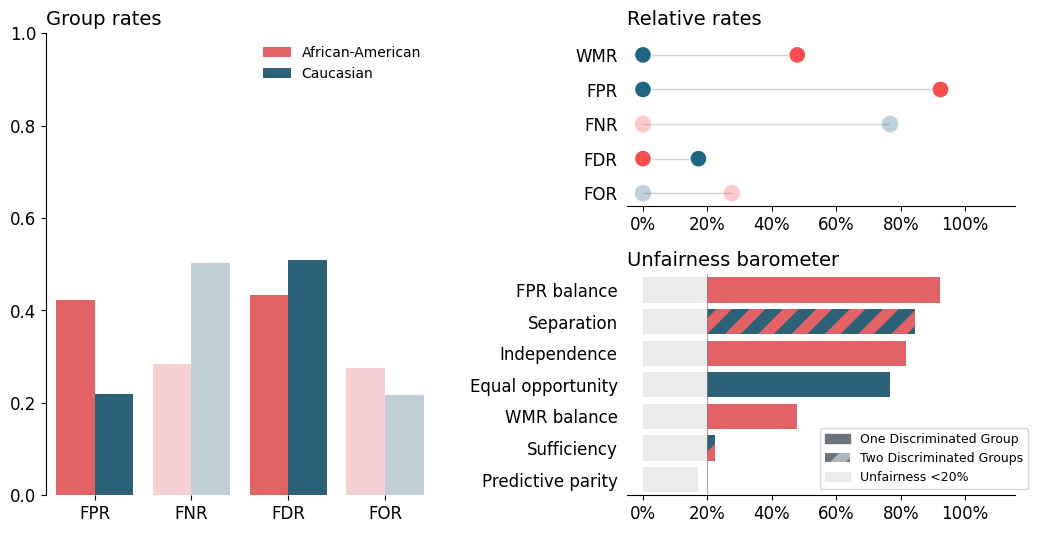 Group rates
1.0
0.8
0.6
0.4
0.2
0.0
African-American
Caucasian
FPR
FNR
FDR
FOR
Relative rates
WMR
FPR
FNR
FDR
FOR
0%
20%
40%
60%
80%
100%
Unfairness barometer
FPR balance
Separation
Independence
Equal opportunity
WMR balance
Sufficiency
Predictive parity
One Discriminated Group
Two Discriminated Groups
Unfairness <20%
0%
20%
40%
60%
80%
100%